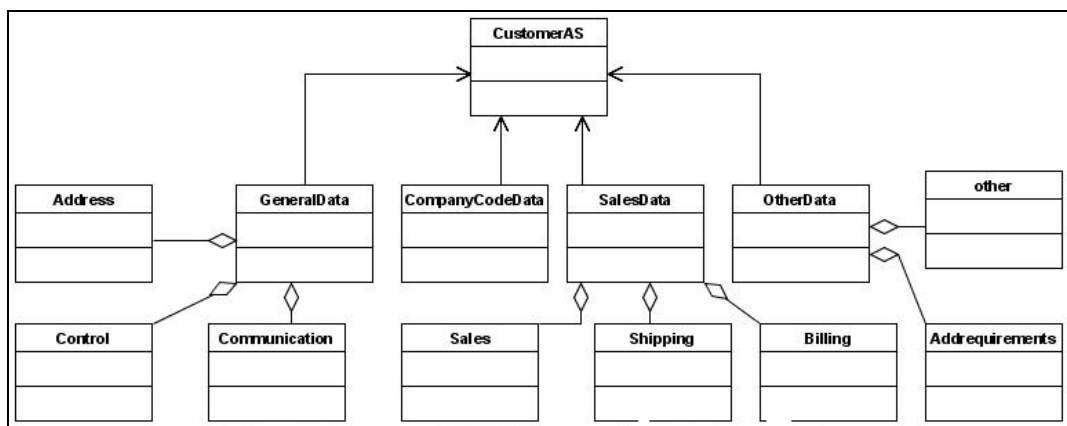 CustomerAS
Address
GeneralData
CompanyCodeData
SalesData
OtherData
other
Control
Communication
Sales
Shipping
Billing
Addrequirements